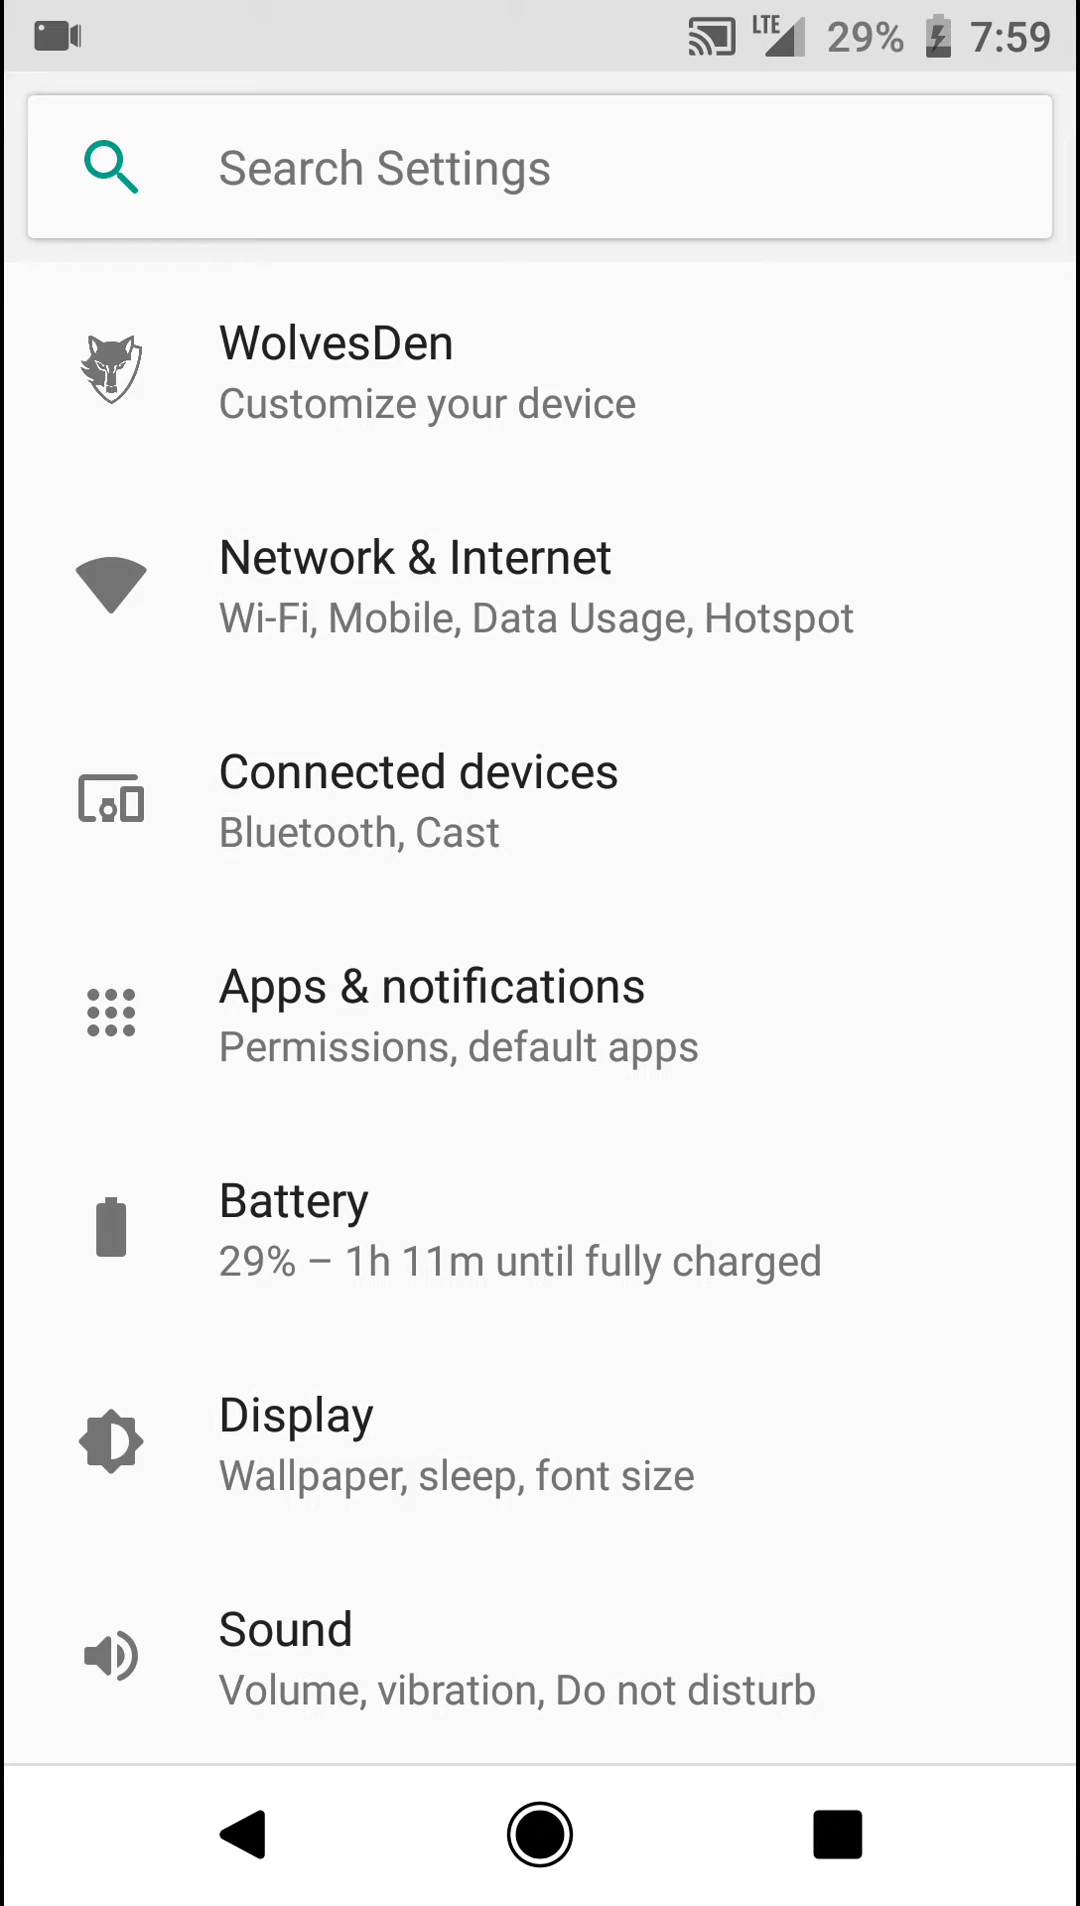 LTE 29% 7:59
Search Settings
WolvesDen
Customize your device
Network & Internet
Wi-Fi, Mobile, Data Usage, Hotspot
Connected devices
Bluetooth, Cast
Apps & notifications
Permissions, default apps
Battery
29% – 1h 11m until fully charged
Display
Wallpaper, sleep, font size
Sound
Volume, vibration, Do not disturb